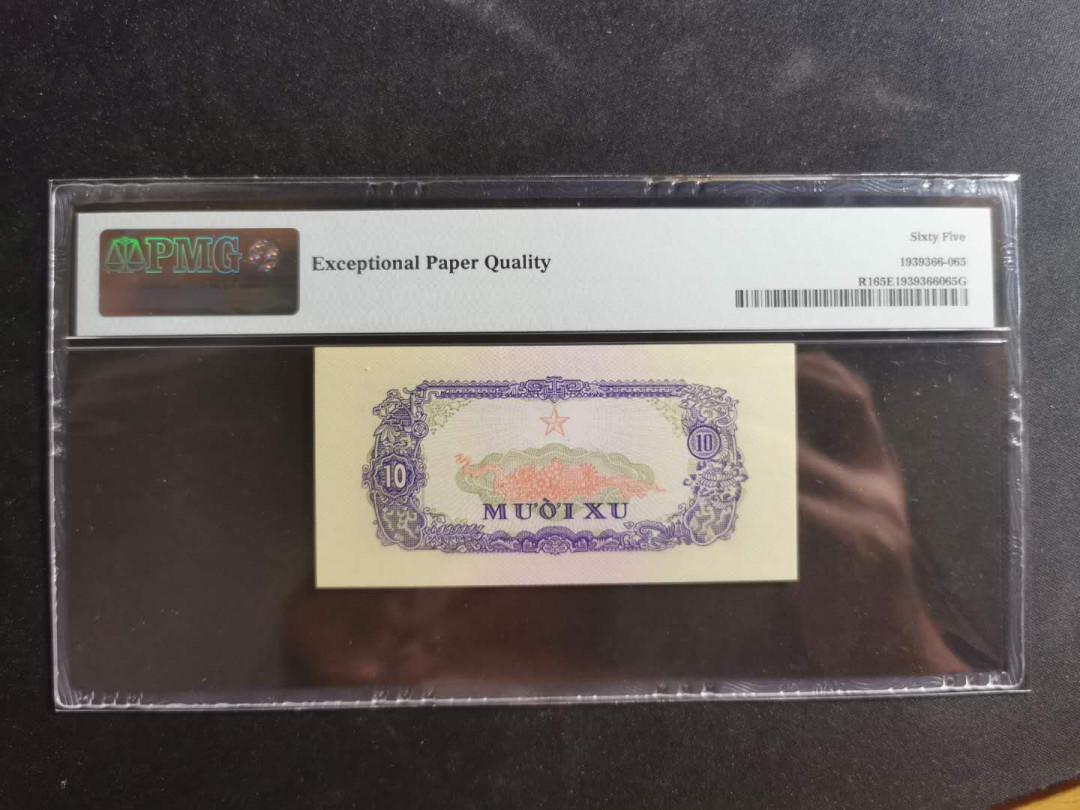 PMG
Exceptional Paper Quality
Sixty Five
1939366-065
R165E1939366065G
10
10
MƯỜI XU